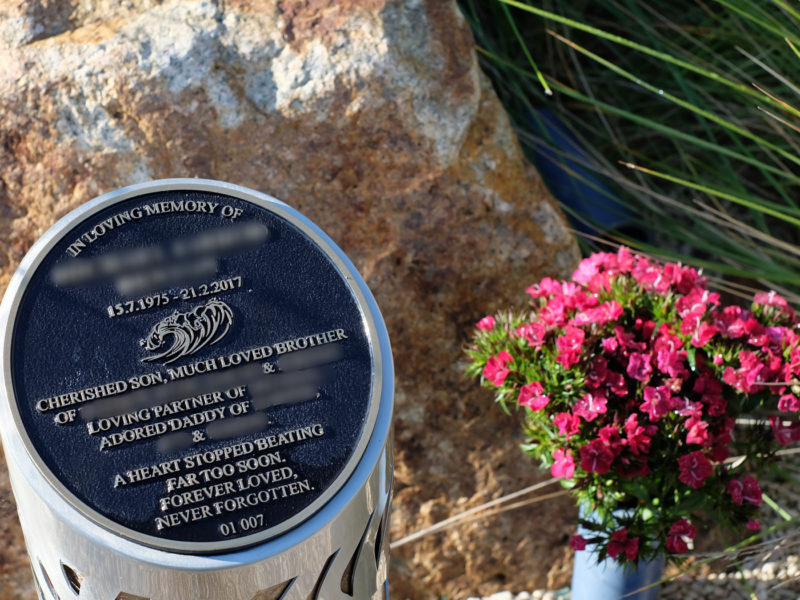 IN LOVING MEMORY OF
15.7.1975 - 21.2.2017
CHERISHED SON, MUCH LOVED BROTHER
OF &
LOVING PARTNER OF
ADORED DADDY OF
&
A HEART STOPPED BEATING
FAR TOO SOON.
FOREVER LOVED,
NEVER FORGOTTEN.
01 007